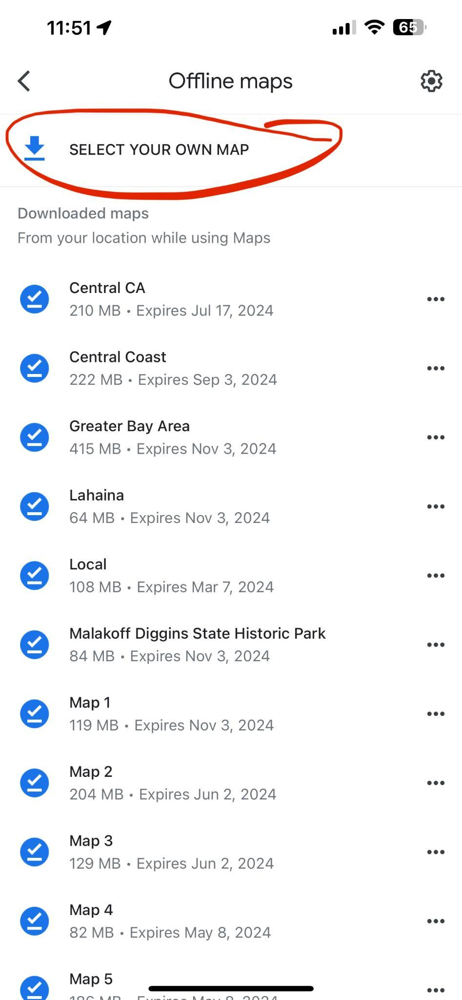 11:51
65
Offline maps
SELECT YOUR OWN MAP
Downloaded maps
From your location while using Maps
Central CA
210 MB • Expires Jul 17, 2024
Central Coast
222 MB • Expires Sep 3, 2024
Greater Bay Area
415 MB • Expires Nov 3, 2024
Lahaina
64 MB • Expires Nov 3, 2024
Local
108 MB • Expires Mar 7, 2024
Malakoff Diggins State Historic Park
84 MB • Expires Nov 3, 2024
Map 1
119 MB • Expires Nov 3, 2024
Map 2
204 MB • Expires Jun 2, 2024
Map 3
129 MB • Expires Jun 2, 2024
Map 4
82 MB • Expires May 8, 2024
Map 5
MB • Expires May 8, 2024